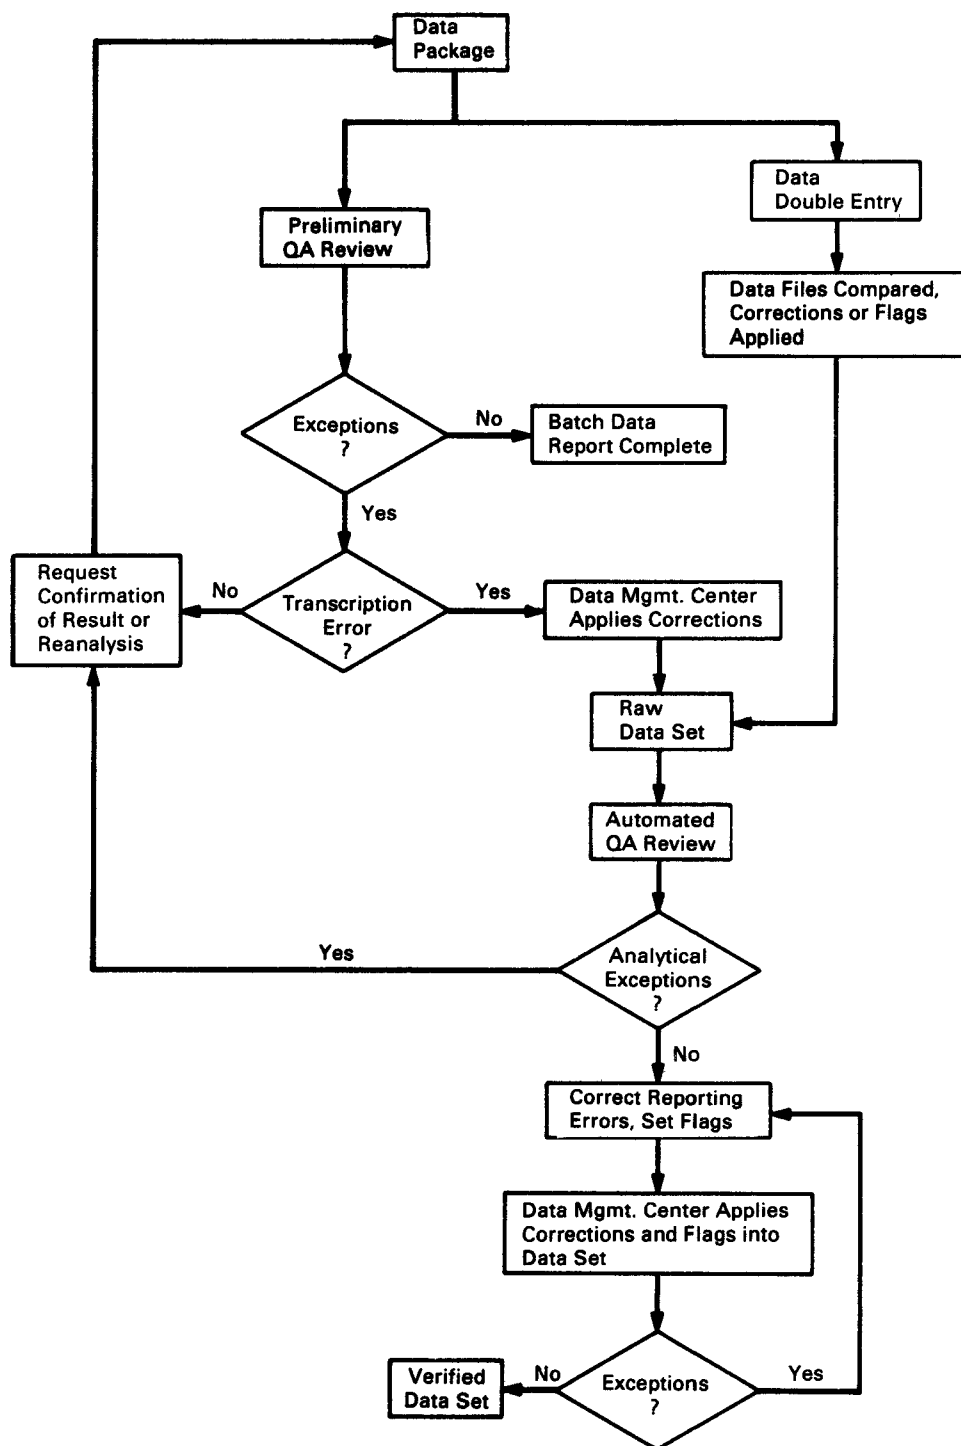 Data
Package
Data
Double Entry
Preliminary
QA Review
Data Files Compared,
Corrections or Flags
Applied
Exceptions
?
No
Batch Data
Report Complete
Yes
Request
Confirmation
of Result or
Reanalysis
No
Transcription
Error
?
Yes
Data Mgmt. Center
Applies Corrections
Raw
Data Set
Automated
QA Review
Yes
Analytical
Exceptions
?
No
Correct Reporting
Errors, Set Flags
Data Mgmt. Center Applies
Corrections and Flags into
Data Set
Verified
Data Set
No
Exceptions
?
Yes